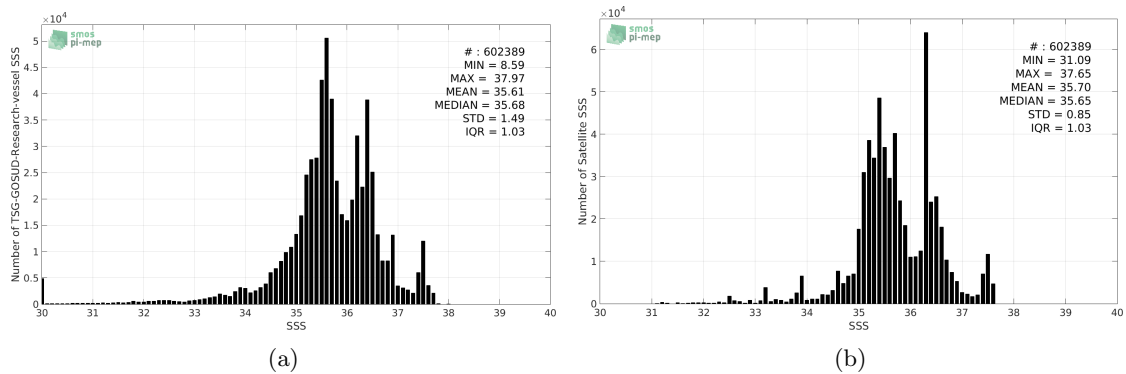 ×10⁴
smos
pi-mep
# : 602389
MIN = 8.59
MAX = 37.97
MEAN = 35.61
MEDIAN = 35.68
STD = 1.49
IQR = 1.03
Number of TSG-GOSUD-Research-vessel SSS
5
4.5
4
3.5
3
2.5
2
1.5
1
0.5
0
30 31 32 33 34 35 36 37 38 39 40
SSS
(a)
×10⁴
smos
pi-mep
# : 602389
MIN = 31.09
MAX = 37.65
MEAN = 35.70
MEDIAN = 35.65
STD = 0.85
IQR = 1.03
Number of Satellite SSS
6
5
4
3
2
1
0
30 31 32 33 34 35 36 37 38 39 40
SSS
(b)